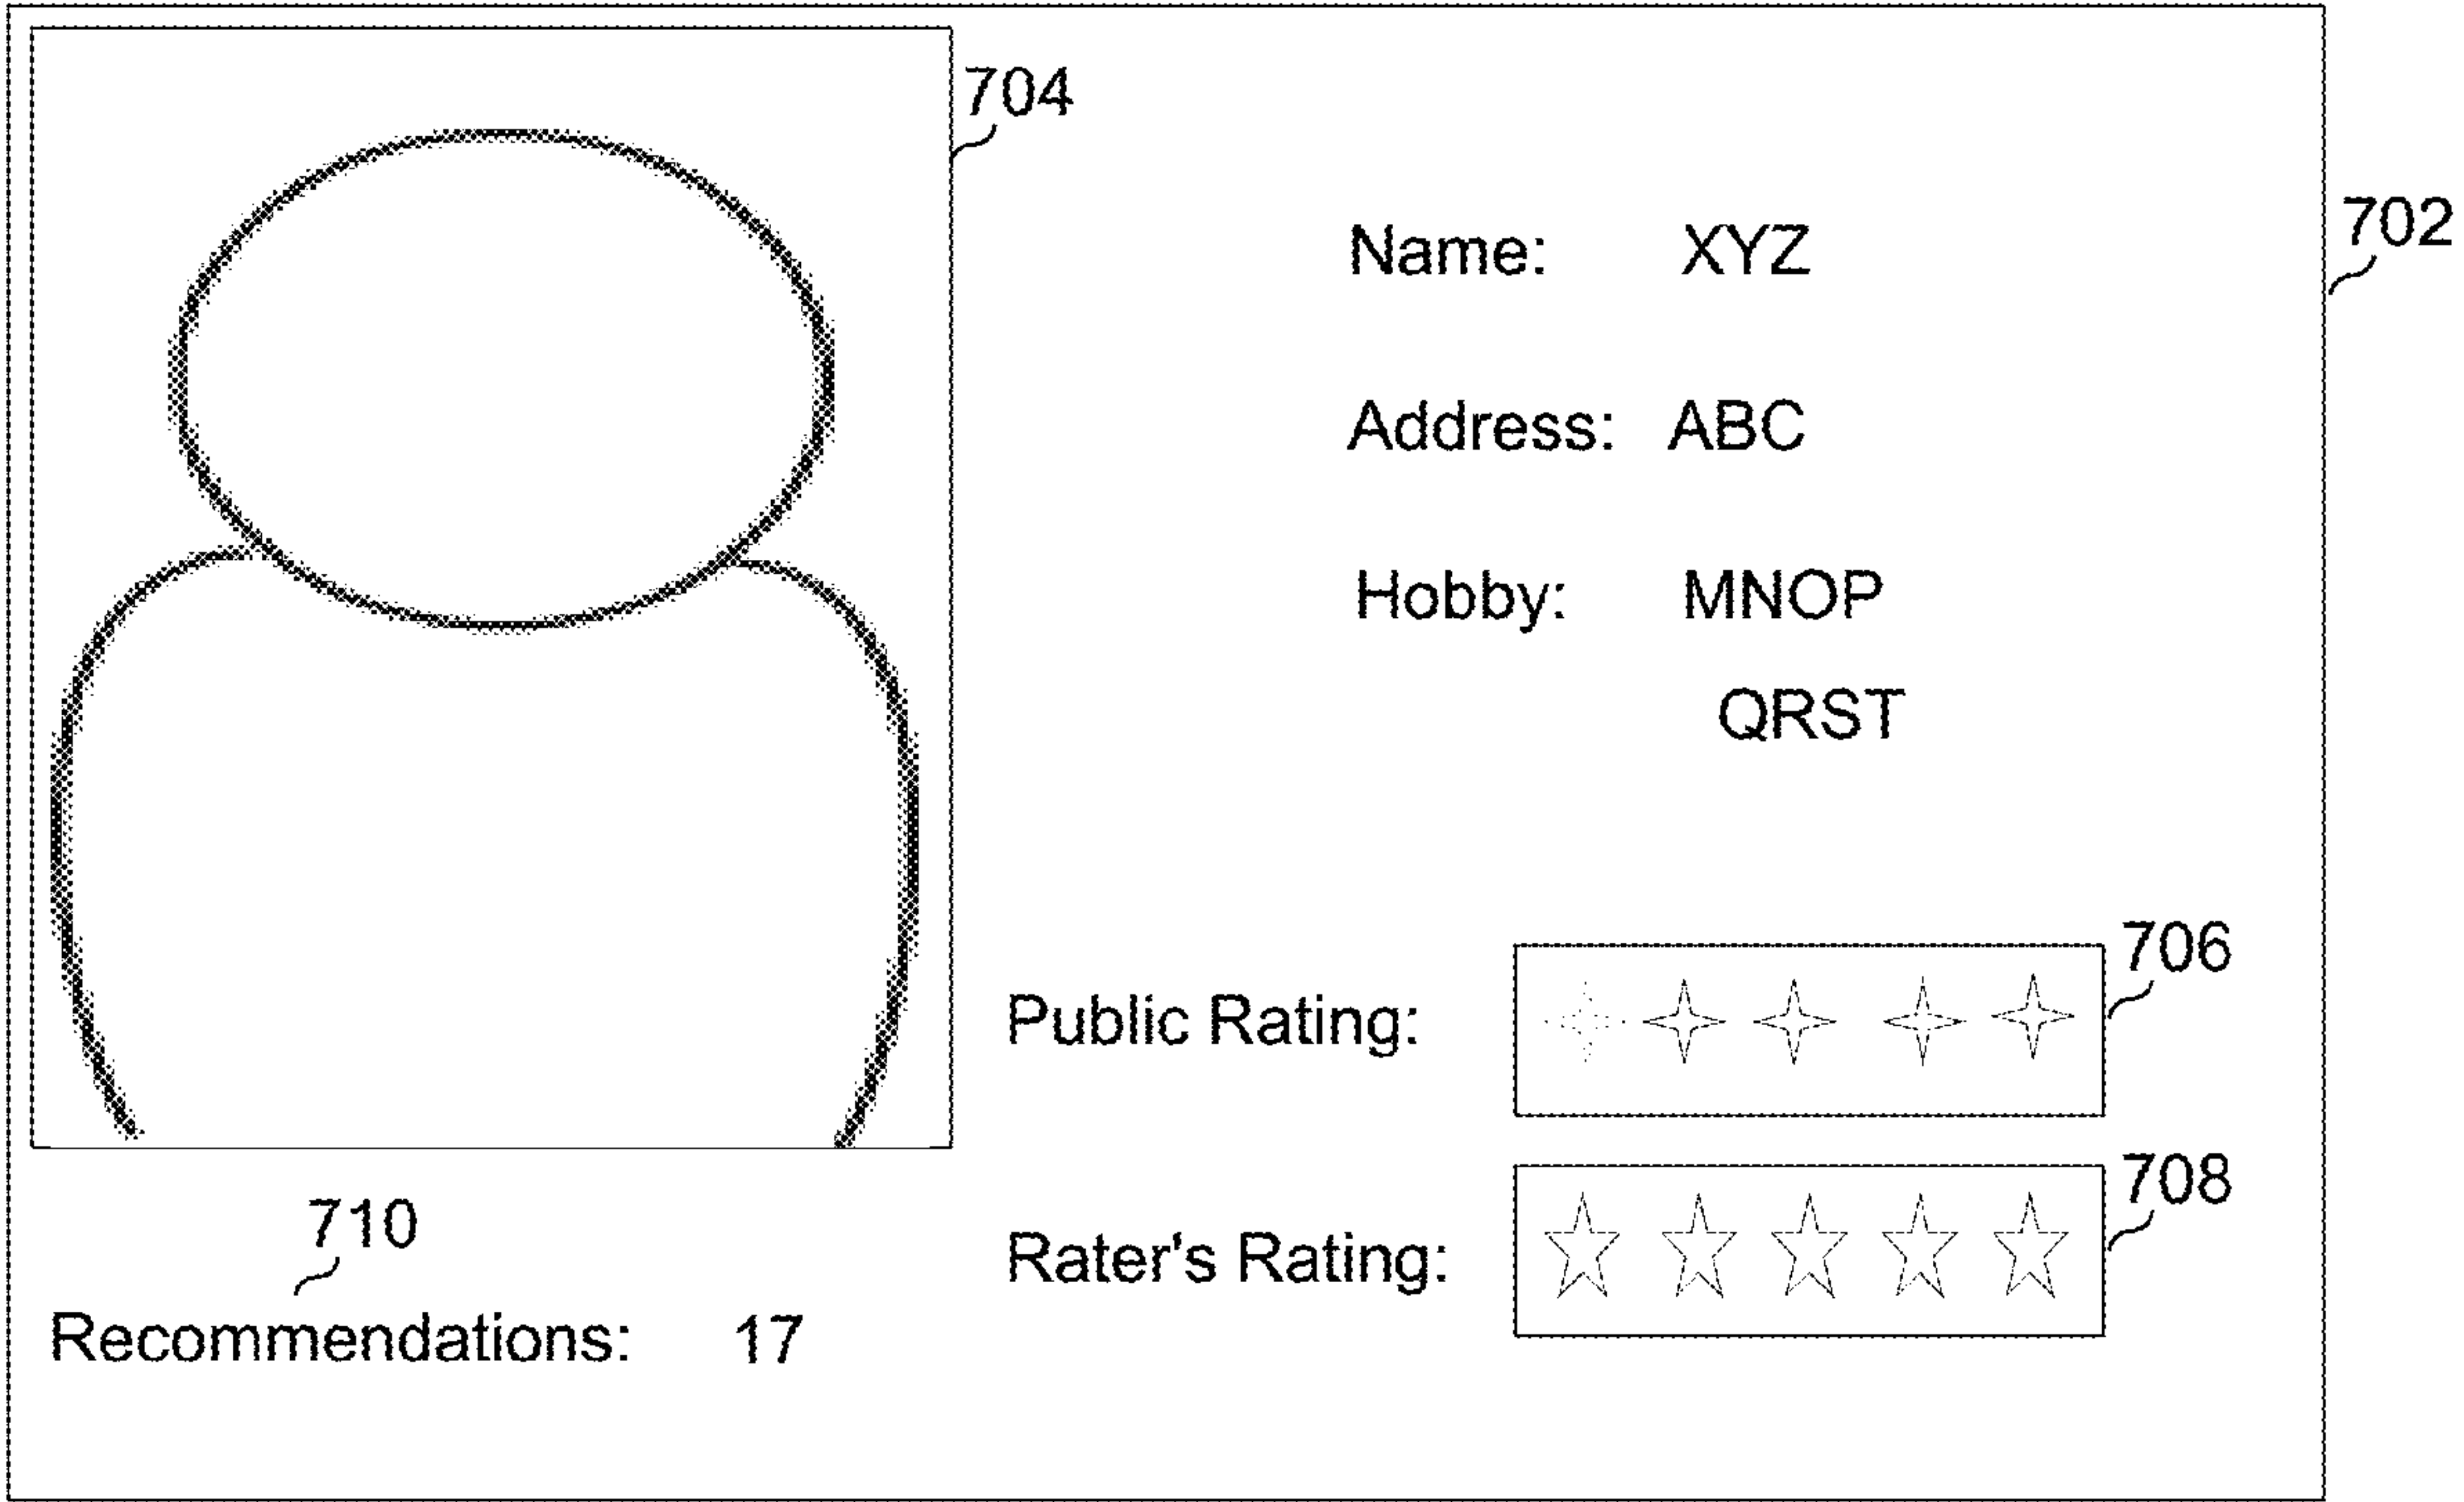 704
702
Name: XYZ
Address: ABC
Hobby: MNOP
QRST
706
Public Rating:
708
Rater's Rating:
710
Recommendations: 17